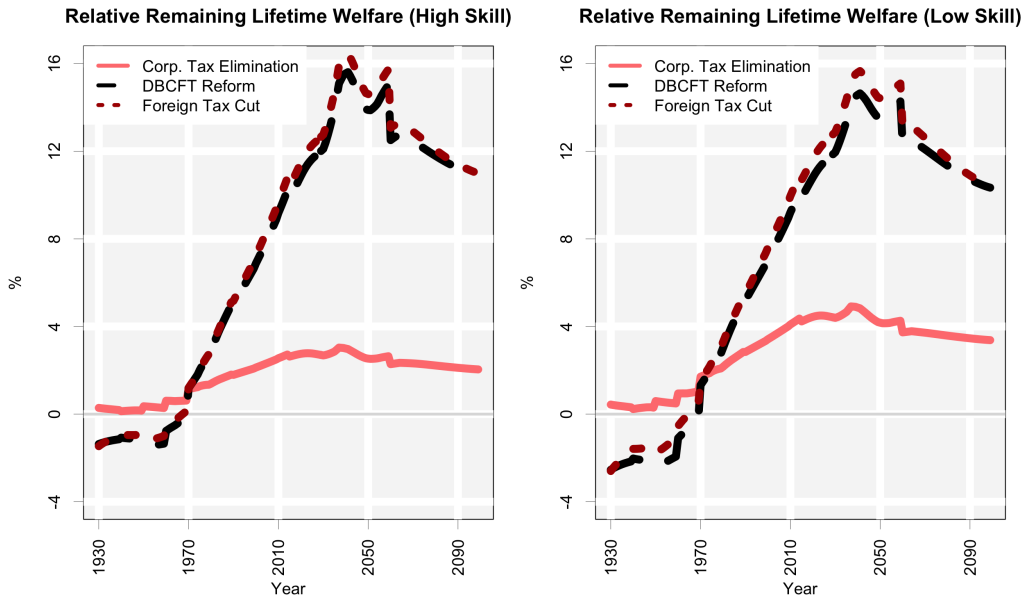 Relative Remaining Lifetime Welfare (High Skill)
Corp. Tax Elimination
DBCFT Reform
Foreign Tax Cut
16
12
8
4
0
-4
%
1930
1970
2010
2050
2090
Year
Relative Remaining Lifetime Welfare (Low Skill)
Corp. Tax Elimination
DBCFT Reform
Foreign Tax Cut
16
12
8
4
0
-4
%
1930
1970
2010
2050
2090
Year